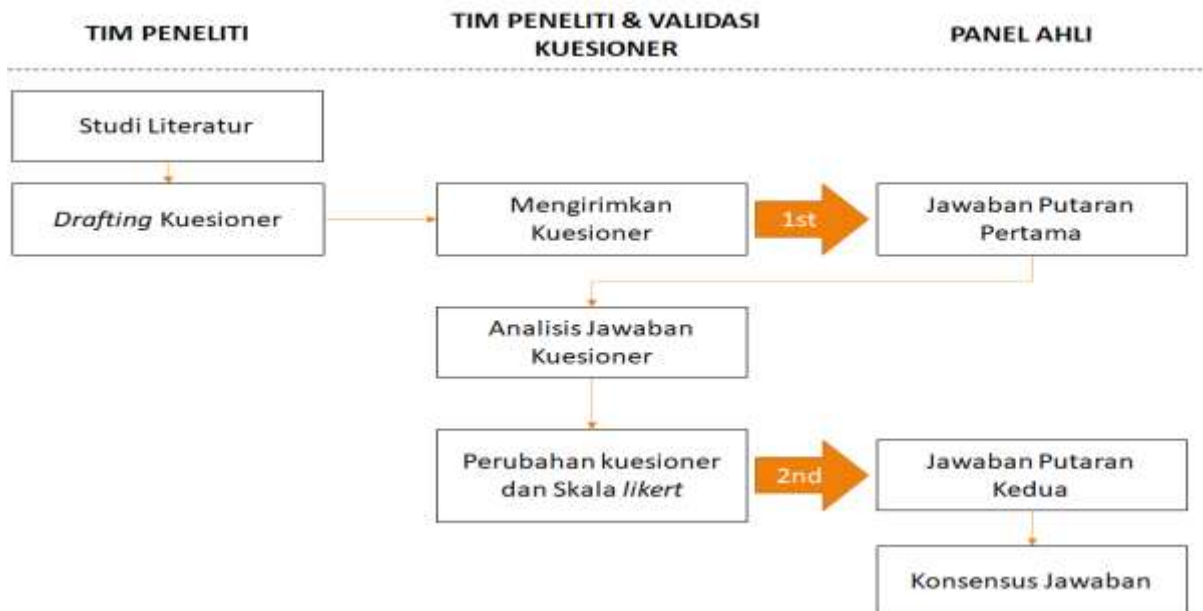 TIM PENELITI
TIM PENELITI & VALIDASI
KUESIONER
PANEL AHLI
Studi Literatur
Drafting Kuesioner
Mengirimkan
Kuesioner
1st
Jawaban Putaran
Pertama
Analisis Jawaban
Kuesioner
Perubahan kuesioner
dan Skala likert
2nd
Jawaban Putaran
Kedua
Konsensus Jawaban